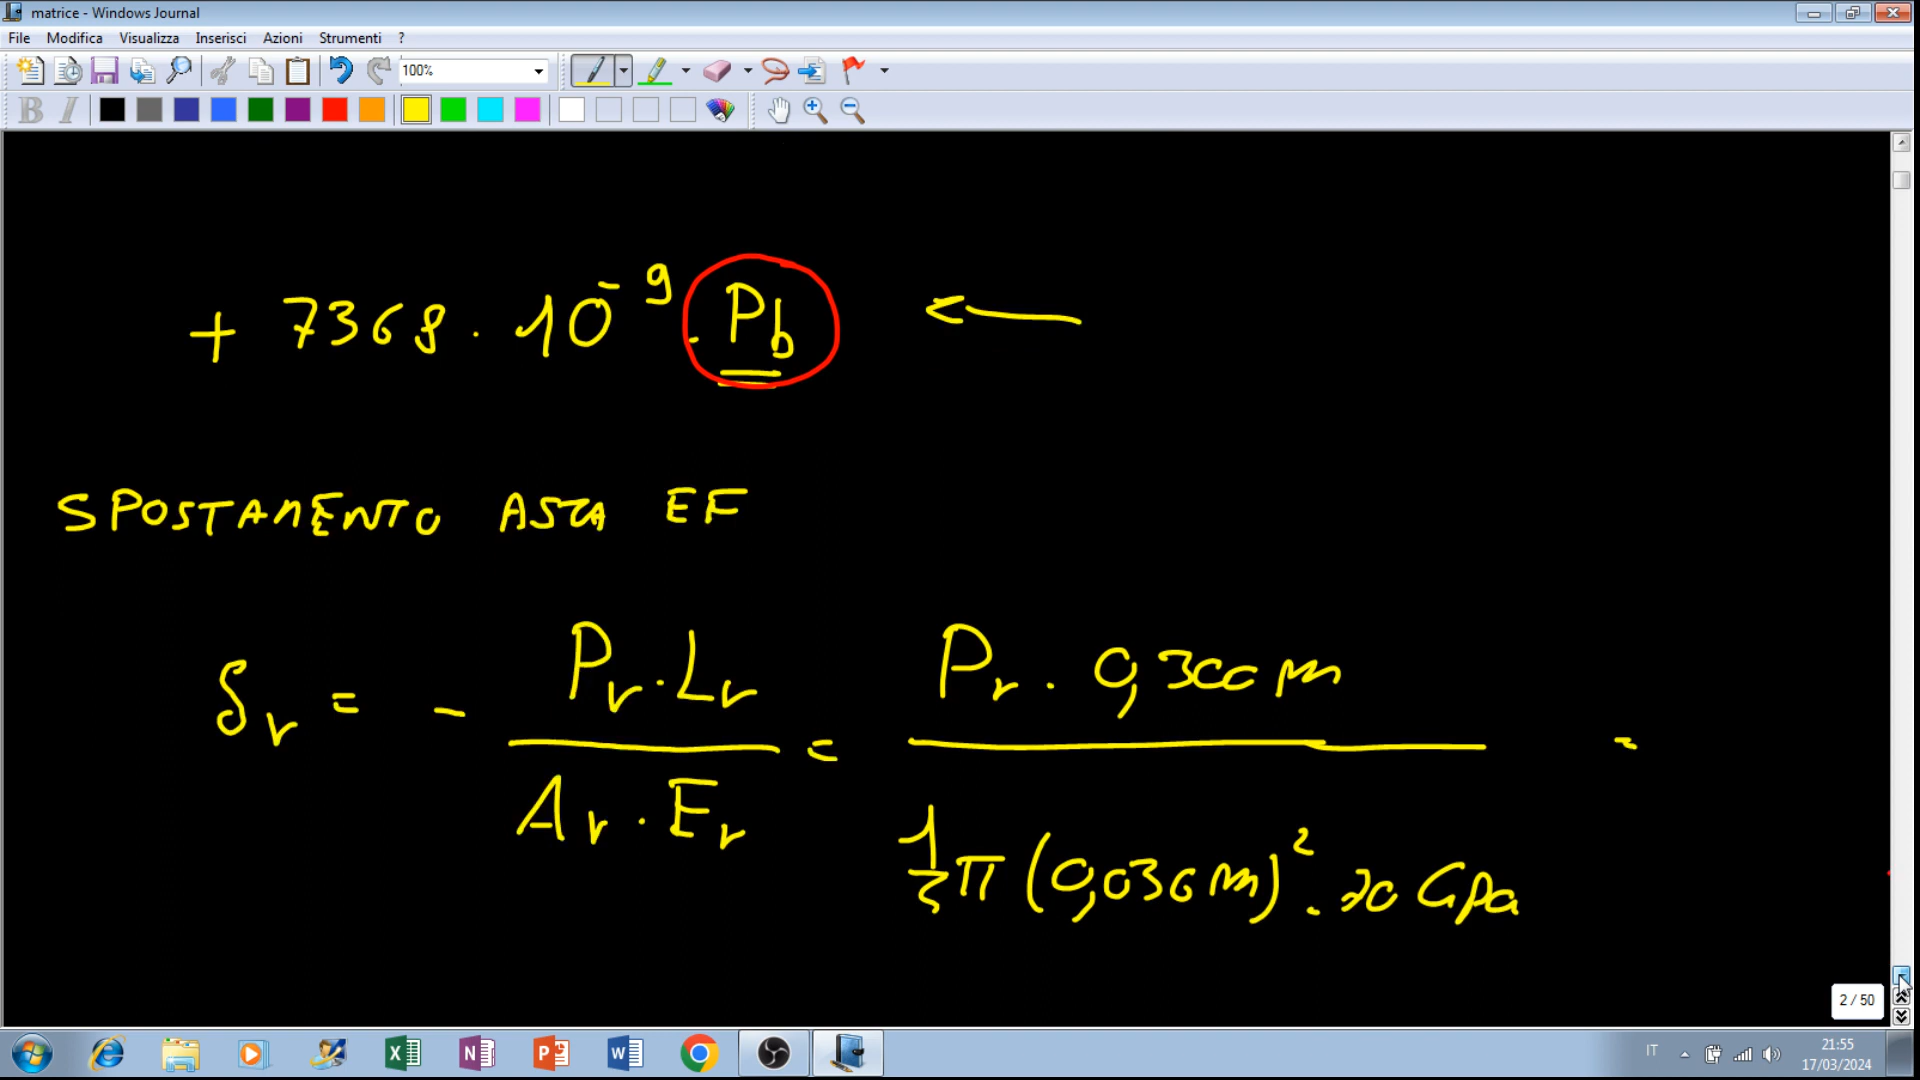 matrice - Windows Journal
File Modifica Visualizza Inserisci Azioni Strumenti ?
100%
B I
+ 7368 · 10⁻⁹ · Pb ←
SPOSTAMENTO ASTA EF
δr = - Pr · Lr / Ar · Er = Pr · 0,300 m / 1/3 π (0,036 m)² · 70 Gpa =
2 / 50
IT
21:55
17/03/2024